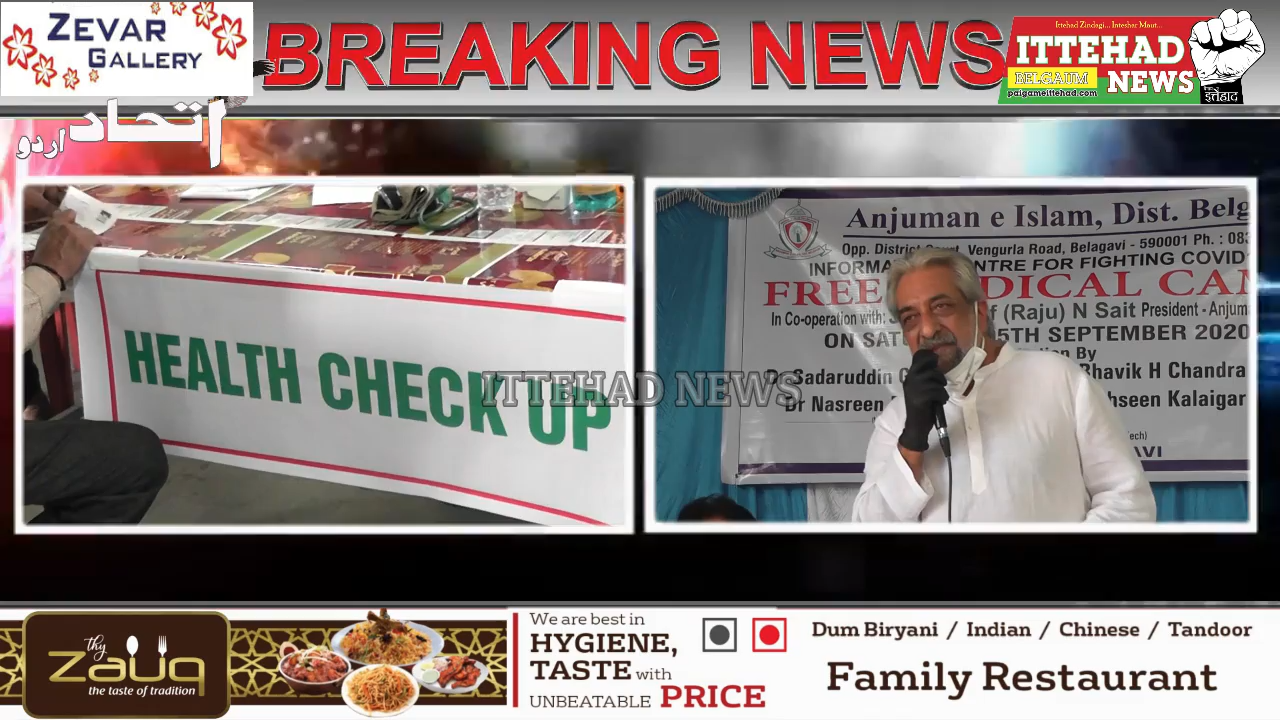 ZEVAR
GALLERY
BREAKING NEWS
Ittehad Zindagi... Inteshar Maut..
ITTEHAD
BELGAUM
NEWS
paigameittehad.com
इत्तेहाद
اتحاد
اردو
HEALTH CHECK UP
ITTEHAD NEWS
Anjuman e Islam, Dist. Belg
Opp. District Court, Vengurla Road, Belagavi - 590001 Ph. : 083
INFORMA NTRE FOR FIGHTING COVID
FREE DICAL CAM
In Co-operation with: f (Raju) N Sait President - Anjum
ON SAT 5TH SEPTEMBER 2020
By
Dr Sadaruddin Bhavik H Chandra
Dr Nasreen hseen Kalaigar
AVI
thy
Zauq
the taste of tradition
We are best in
HYGIENE,
TASTE with
UNBEATABLE PRICE
Dum Biryani / Indian / Chinese / Tandoor
Family Restaurant